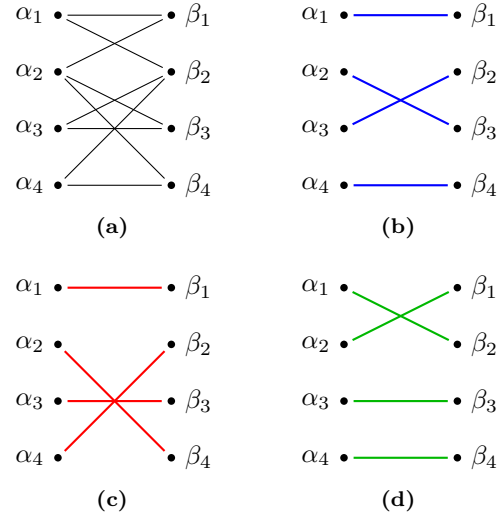 α₁ β₁ α₁ β₁
α₂ β₂ α₂ β₂
α₃ β₃ α₃ β₃
α₄ β₄ α₄ β₄
(a) (b)
α₁ β₁ α₁ β₁
α₂ β₂ α₂ β₂
α₃ β₃ α₃ β₃
α₄ β₄ α₄ β₄
(c) (d)